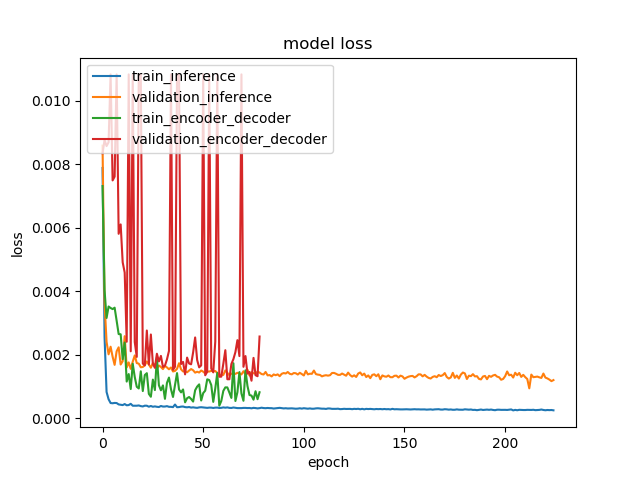 model loss
train_inference
validation_inference
train_encoder_decoder
validation_encoder_decoder
loss
0.010
0.008
0.006
0.004
0.002
0.000
0
50
100
150
200
epoch